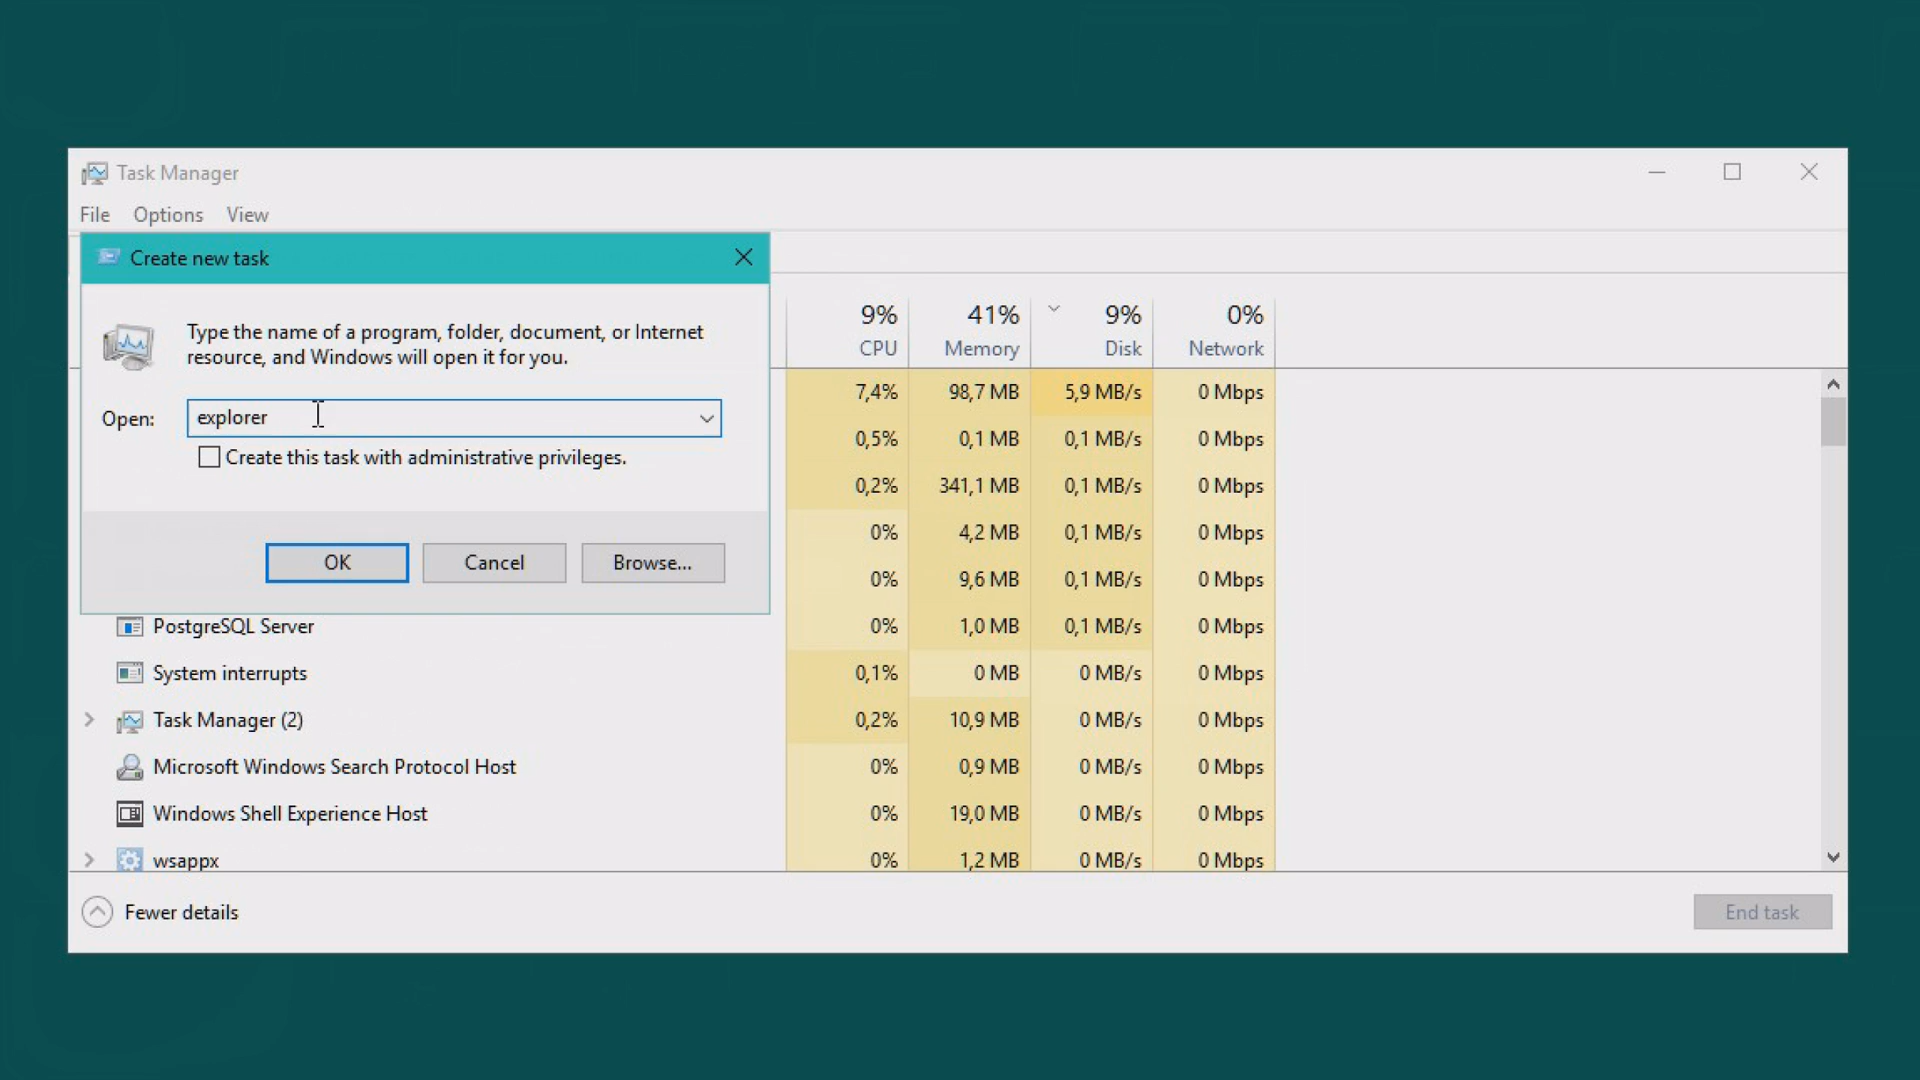 Task Manager
File Options View
Create new task
Type the name of a program, folder, document, or Internet
resource, and Windows will open it for you.
Open: explorer
Create this task with administrative privileges.
OK Cancel Browse...
9% 41% 9% 0%
CPU Memory Disk Network
7,4% 98,7 MB 5,9 MB/s 0 Mbps
0,5% 0,1 MB 0,1 MB/s 0 Mbps
0,2% 341,1 MB 0,1 MB/s 0 Mbps
0% 4,2 MB 0,1 MB/s 0 Mbps
0% 9,6 MB 0,1 MB/s 0 Mbps
PostgreSQL Server 0% 1,0 MB 0,1 MB/s 0 Mbps
System interrupts 0,1% 0 MB 0 MB/s 0 Mbps
Task Manager (2) 0,2% 10,9 MB 0 MB/s 0 Mbps
Microsoft Windows Search Protocol Host 0% 0,9 MB 0 MB/s 0 Mbps
Windows Shell Experience Host 0% 19,0 MB 0 MB/s 0 Mbps
wsappx 0% 1,2 MB 0 MB/s 0 Mbps
Fewer details End task